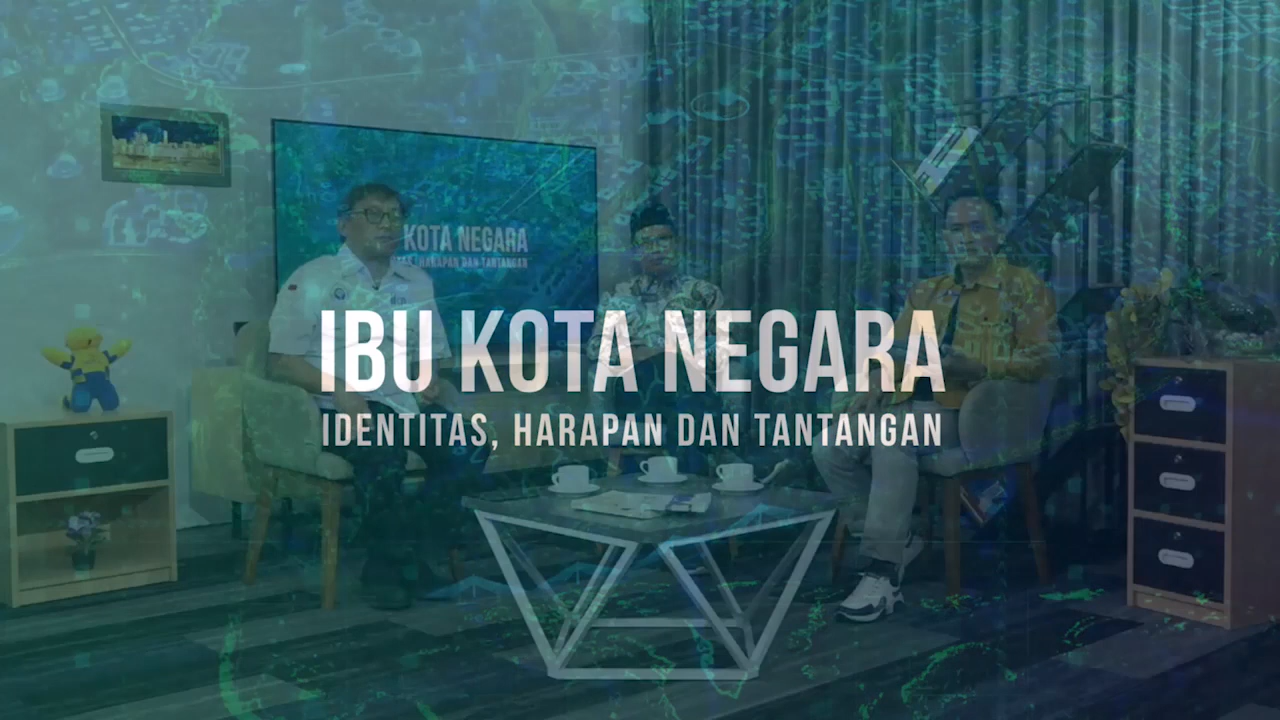 KOTA NEGARA
HARAPAN DAN TANTANGAN
IBU KOTA NEGARA
IDENTITAS, HARAPAN DAN TANTANGAN